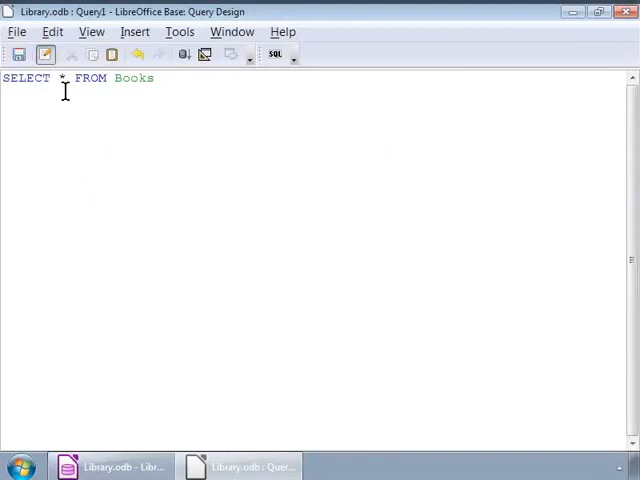 Library.odb : Query1 - LibreOffice Base: Query Design
File Edit View Insert Tools Window Help
SQL
SELECT * FROM Books
Library.odb - Libr... Library.odb : Quer...